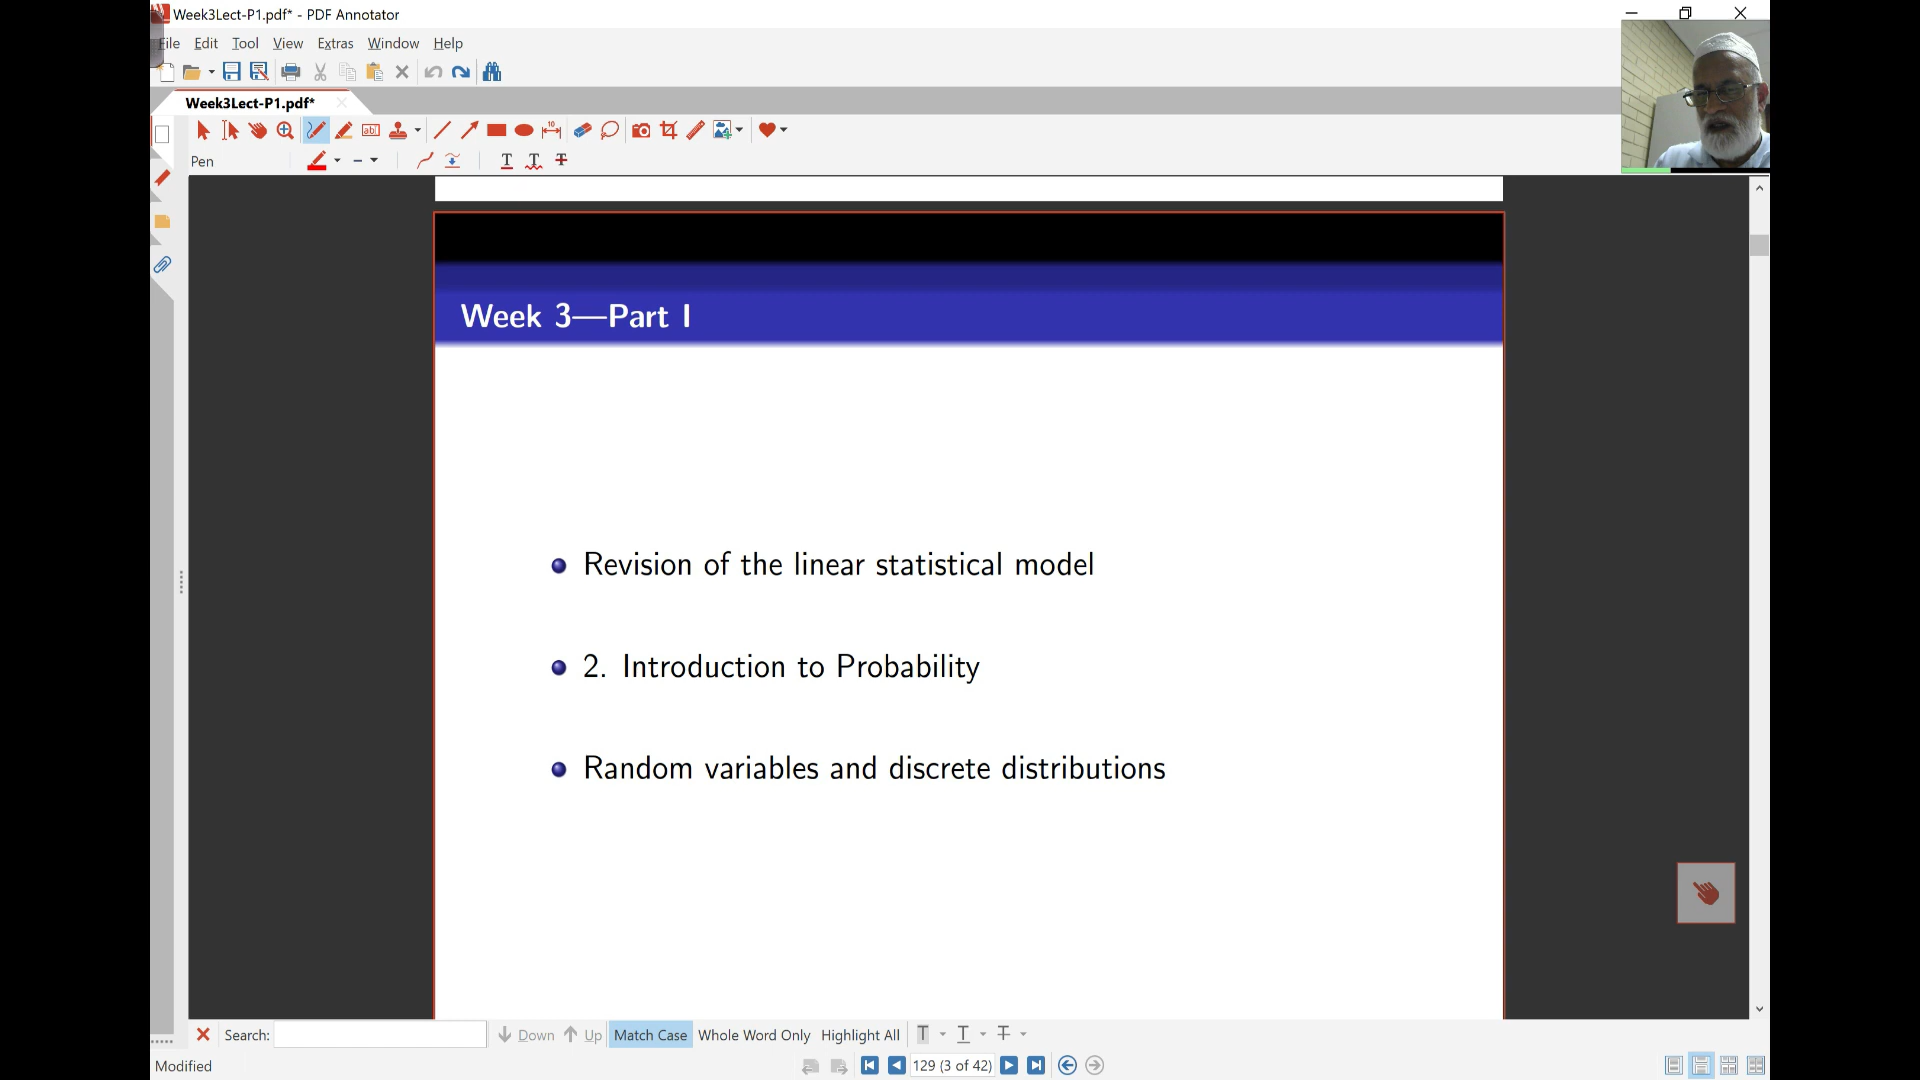 Week3Lect-P1.pdf* - PDF Annotator
File Edit Tool View Extras Window Help
Week3Lect-P1.pdf*
Pen
Week 3—Part I
Revision of the linear statistical model
2. Introduction to Probability
Random variables and discrete distributions
Search: Down Up Match Case Whole Word Only Highlight All
Modified 129 (3 of 42)